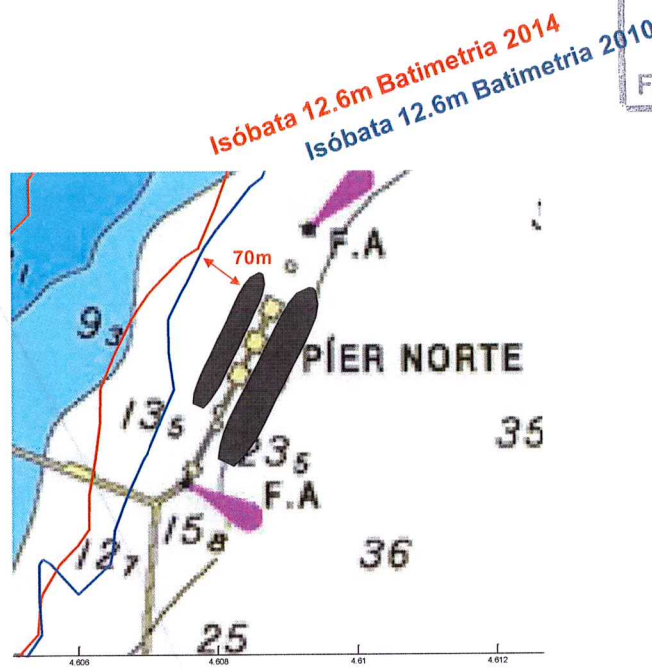 Isóbata 12.6m Batimetria 2014
Isóbata 12.6m Batimetria 2010
F
F.A
70m
9₃
PÍER NORTE
13₅
35
23₅
F.A
15₈
12₇
36
25
4.606 4.608 4.61 4.612